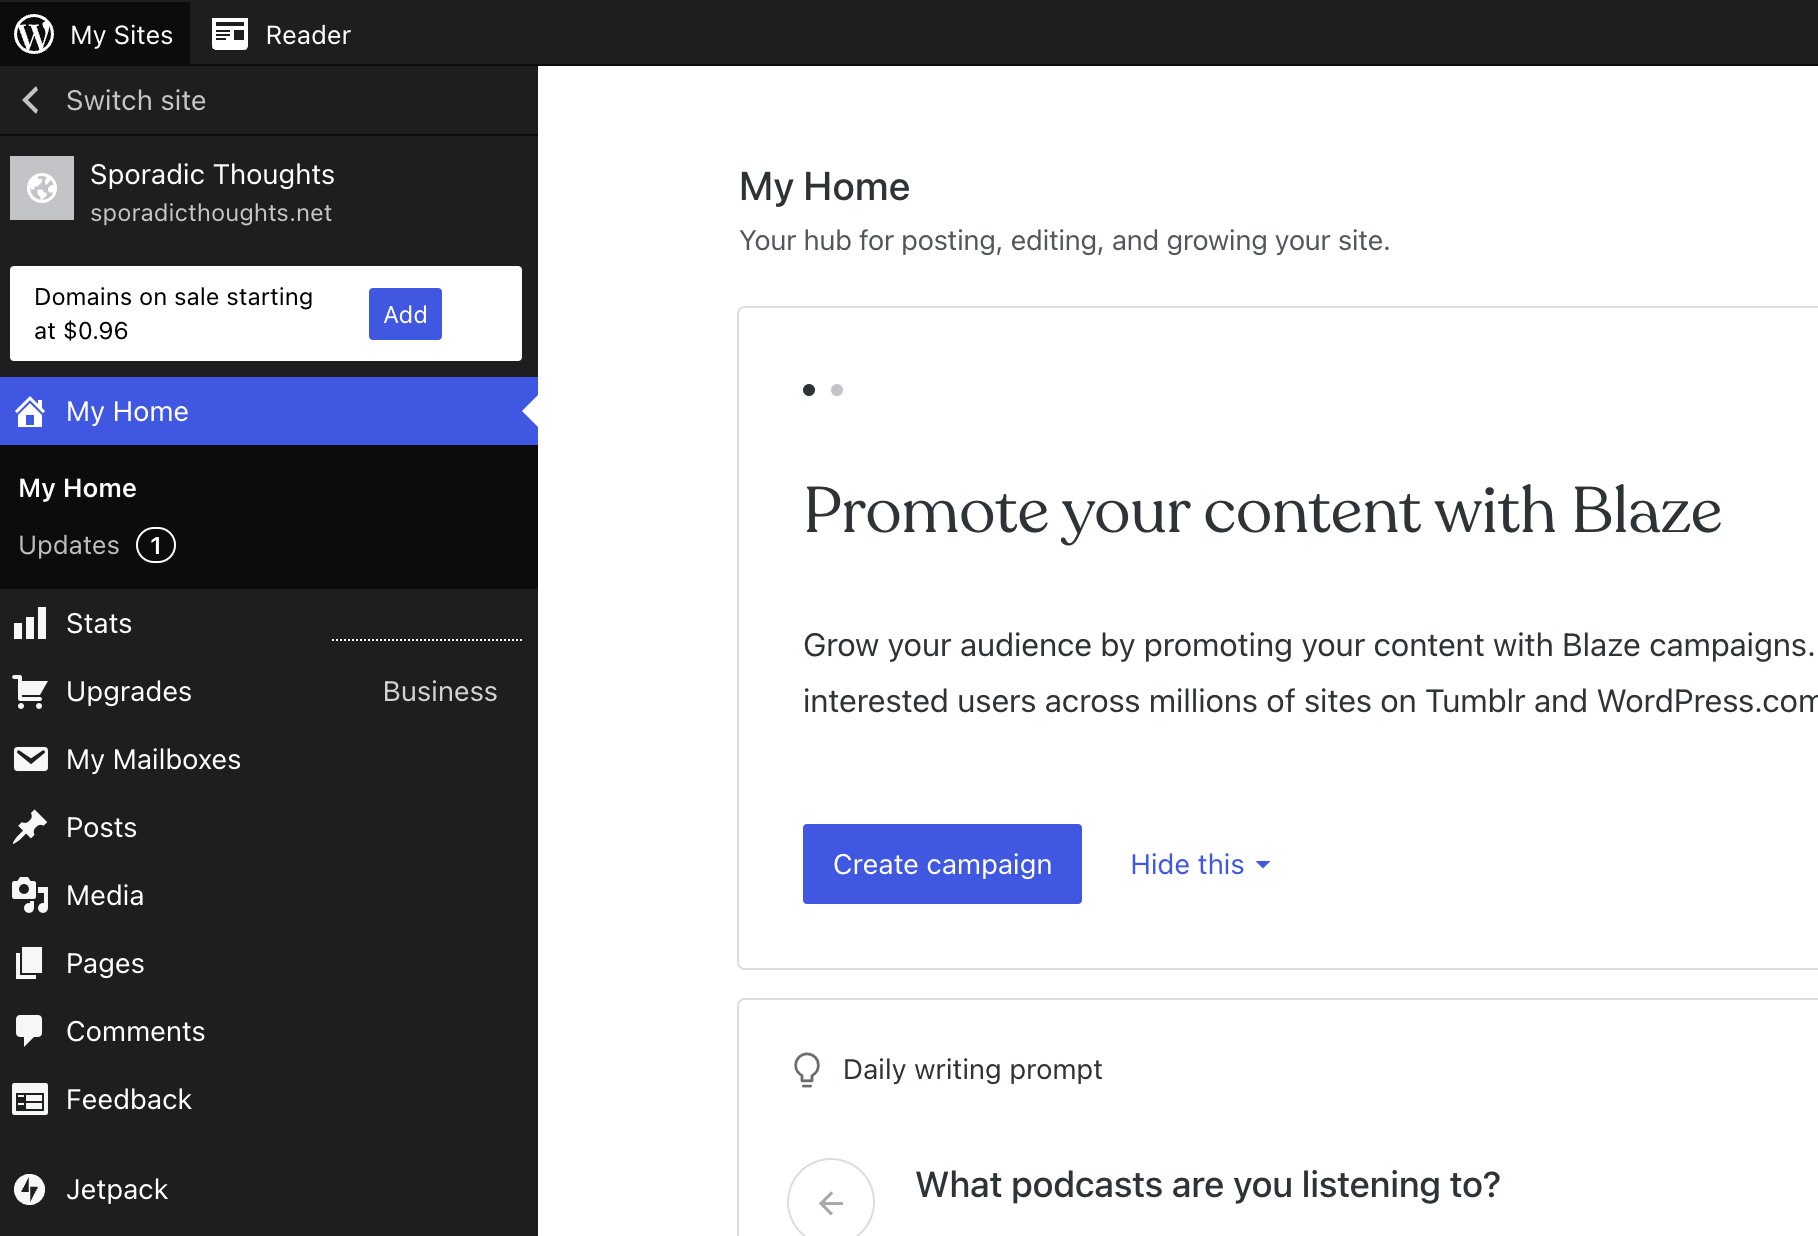 My Sites
Reader
Switch site
Sporadic Thoughts
sporadicthoughts.net
Domains on sale starting
at $0.96
Add
My Home
My Home
Updates 1
Stats
Upgrades Business
My Mailboxes
Posts
Media
Pages
Comments
Feedback
Jetpack
My Home
Your hub for posting, editing, and growing your site.
Promote your content with Blaze
Grow your audience by promoting your content with Blaze campaigns.
interested users across millions of sites on Tumblr and WordPress.com
Create campaign
Hide this
Daily writing prompt
What podcasts are you listening to?